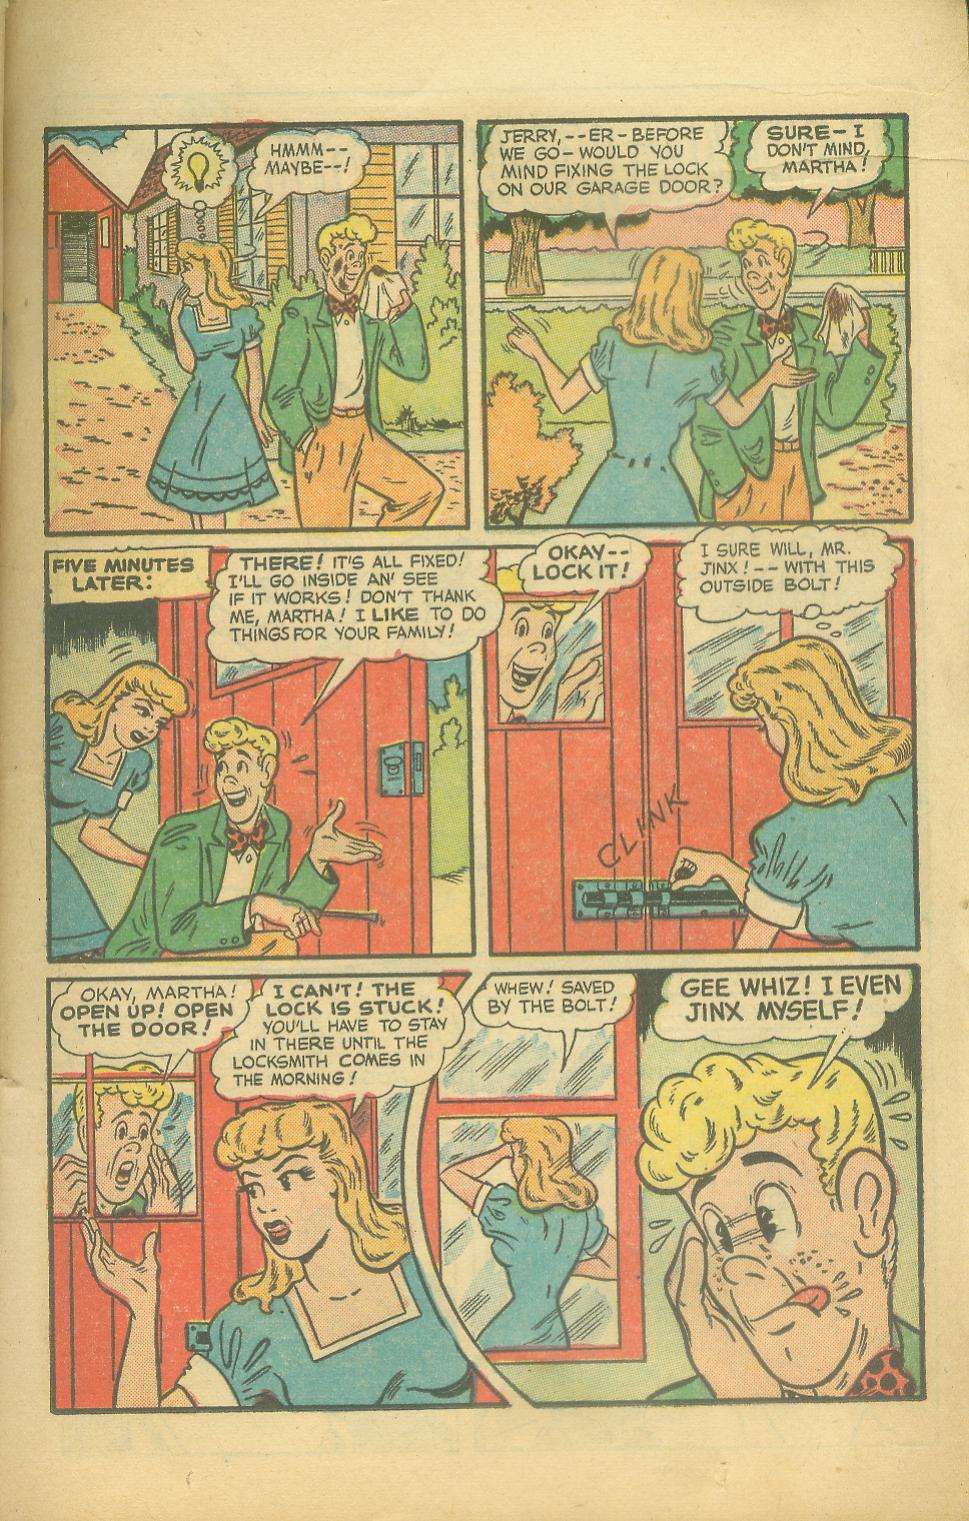 HMMM--
MAYBE--!
JERRY,--ER-BEFORE
WE GO-WOULD YOU
MIND FIXING THE LOCK
ON OUR GARAGE DOOR?
SURE-I
DON'T MIND,
MARTHA!
FIVE MINUTES
LATER:
THERE! IT'S ALL FIXED!
I'LL GO INSIDE AN' SEE
IF IT WORKS! DON'T THANK
ME, MARTHA! I LIKE TO DO
THINGS FOR YOUR FAMILY!
OKAY--
LOCK IT!
I SURE WILL, MR.
JINX!--WITH THIS
OUTSIDE BOLT!
CLINK
OKAY, MARTHA!
OPEN UP! OPEN
THE DOOR!
I CAN'T! THE
LOCK IS STUCK!
YOU'LL HAVE TO STAY
IN THERE UNTIL THE
LOCKSMITH COMES IN
THE MORNING!
WHEW! SAVED
BY THE BOLT!
GEE WHIZ! I EVEN
JINX MYSELF!